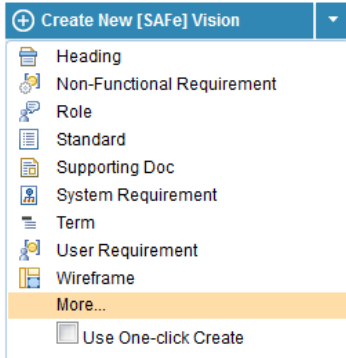 Create New [SAFe] Vision
Heading
Non-Functional Requirement
Role
Standard
Supporting Doc
System Requirement
Term
User Requirement
Wireframe
More...
Use One-click Create